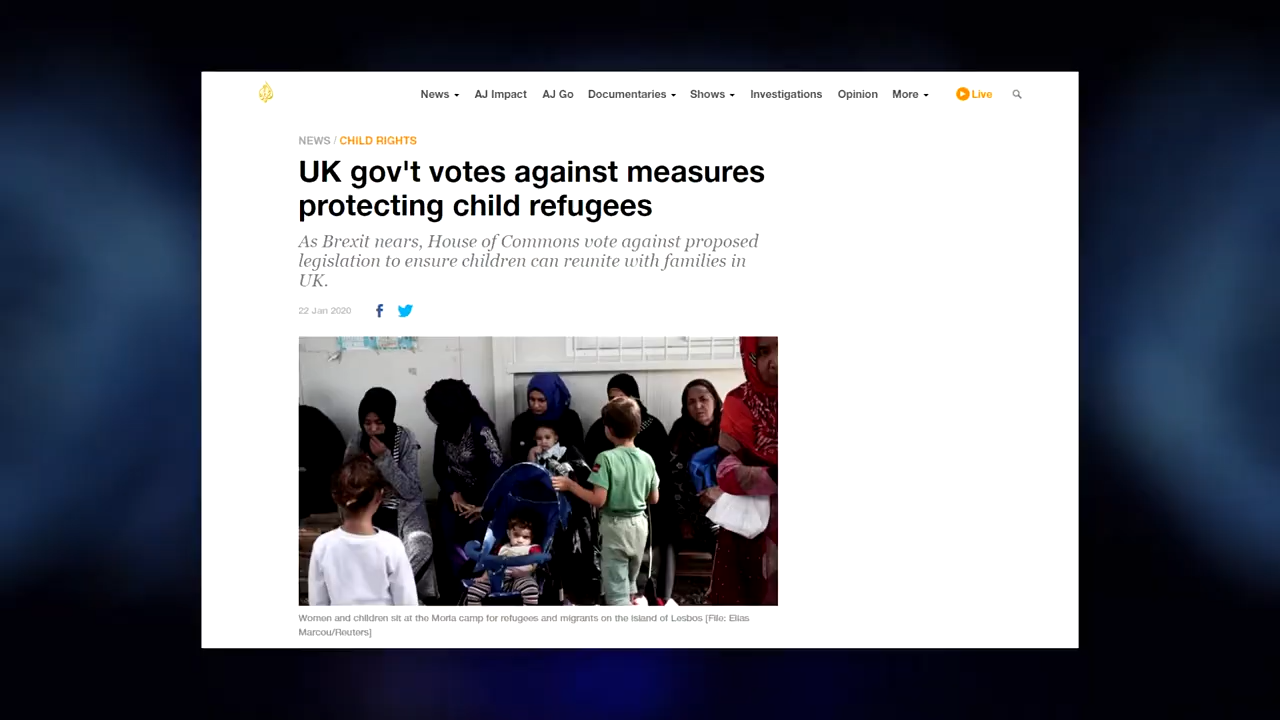 News AJ Impact AJ Go Documentaries Shows Investigations Opinion More Live
NEWS / CHILD RIGHTS
UK gov't votes against measures
protecting child refugees
As Brexit nears, House of Commons vote against proposed
legislation to ensure children can reunite with families in
UK.
22 Jan 2020
Women and children sit at the Moria camp for refugees and migrants on the island of Lesbos [File: Elias
Marcou/Reuters]